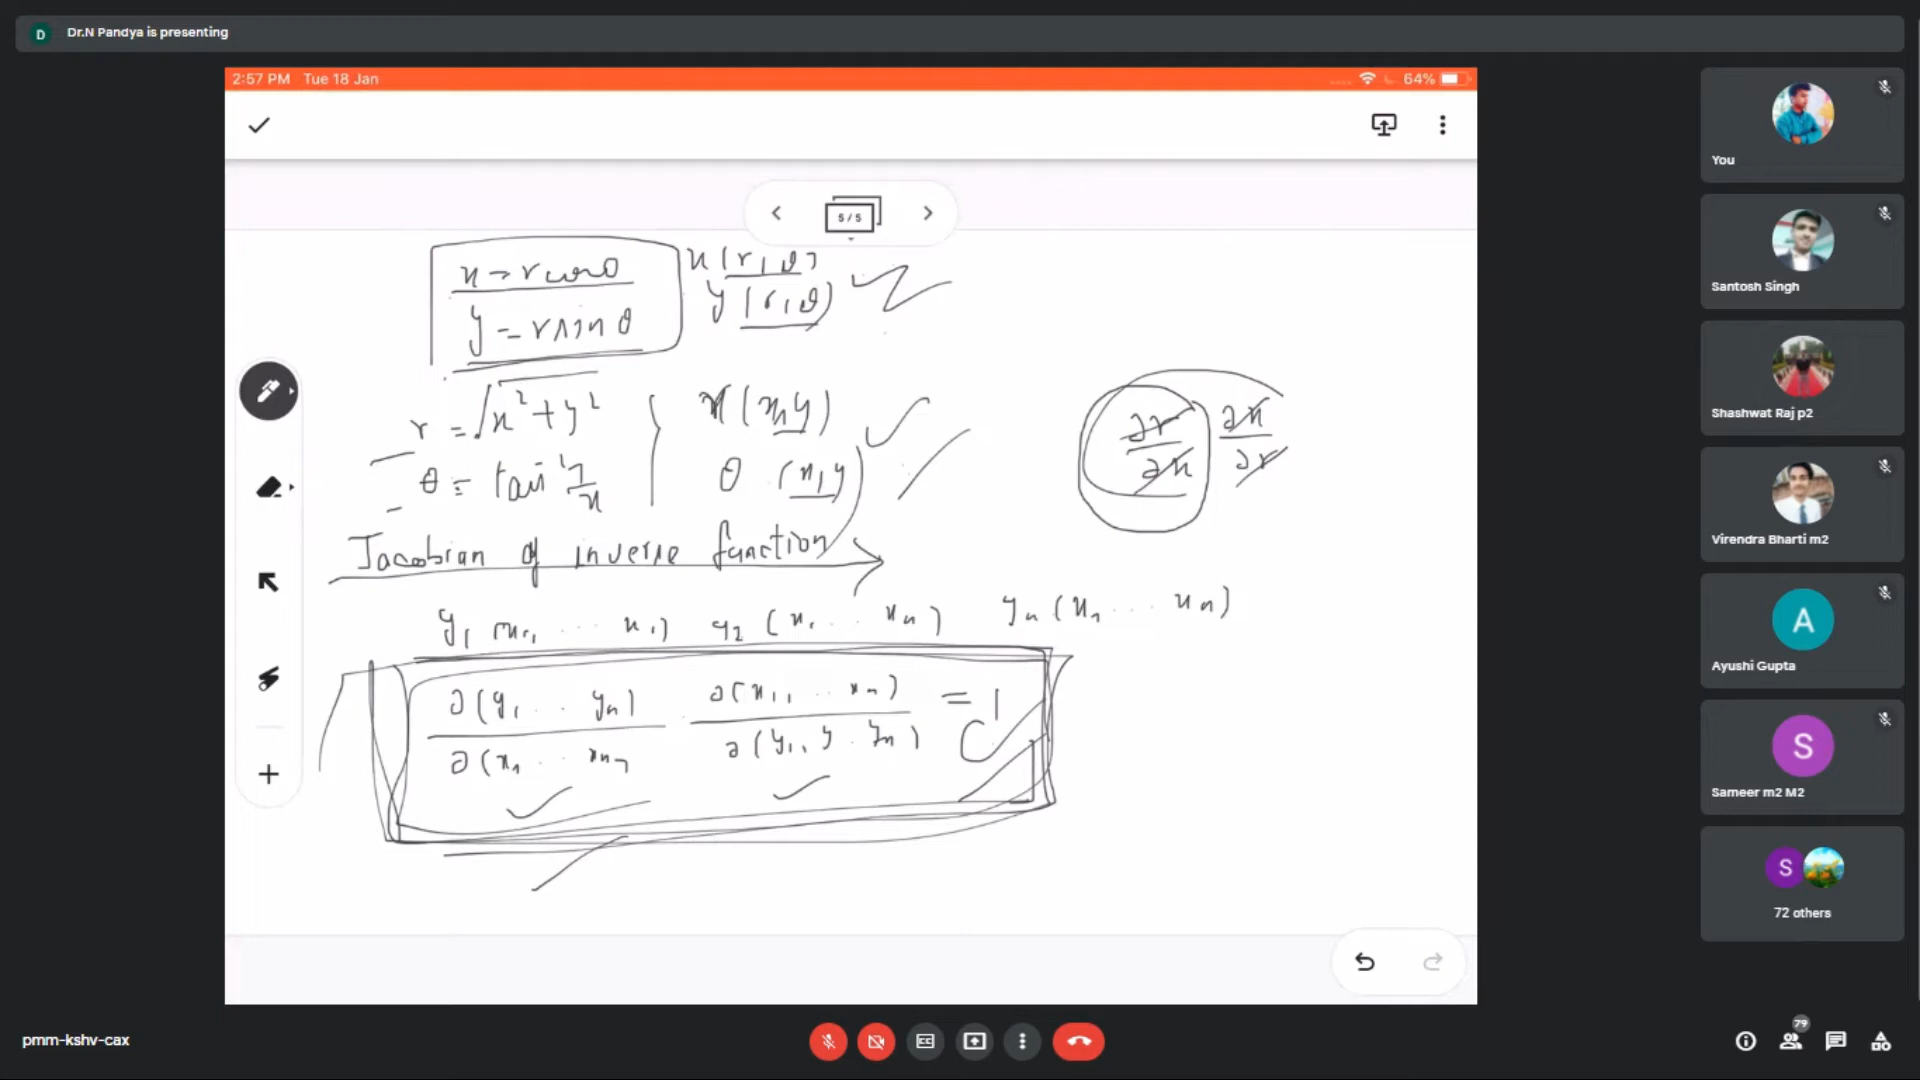 D Dr.N Pandya is presenting
2:57 PM Tue 18 Jan 64%
5/5
x = r cos θ x(r, θ)
y = r sin θ y(r, θ)
r = √x² + y² r(x, y)
θ = tan⁻¹ y/x θ(x, y)
∂r/∂x ∂x/∂r
Jacobian of inverse function
y₁(x₁, ... xₙ) y₂(x₁ ... xₙ) yₙ(x₁ ... xₙ)
∂(y₁ ... yₙ)/∂(x₁ ... xₙ) . ∂(x₁, ... xₙ)/∂(y₁, y . yₙ) = 1
You
Santosh Singh
Shashwat Raj p2
Virendra Bharti m2
A
Ayushi Gupta
S
Sameer m2 M2
S
72 others
pmm-kshv-cax
CC
79